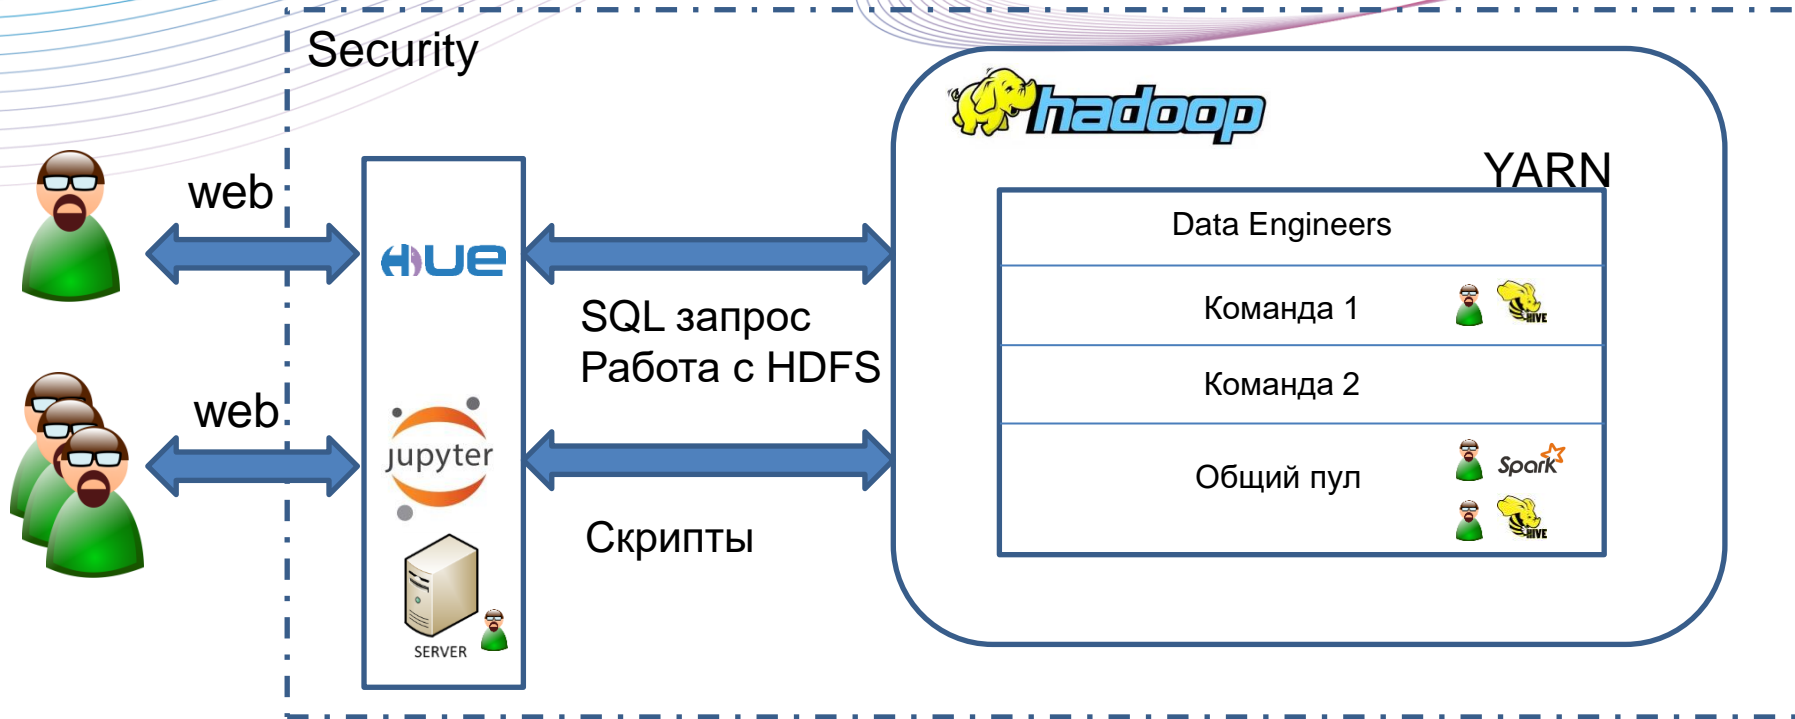 Security
hadoop
YARN
web
HUE
Data Engineers
Команда 1
HIVE
SQL запрос
Работа с HDFS
Команда 2
web
jupyter
Общий пул
Spark
HIVE
Скрипты
SERVER